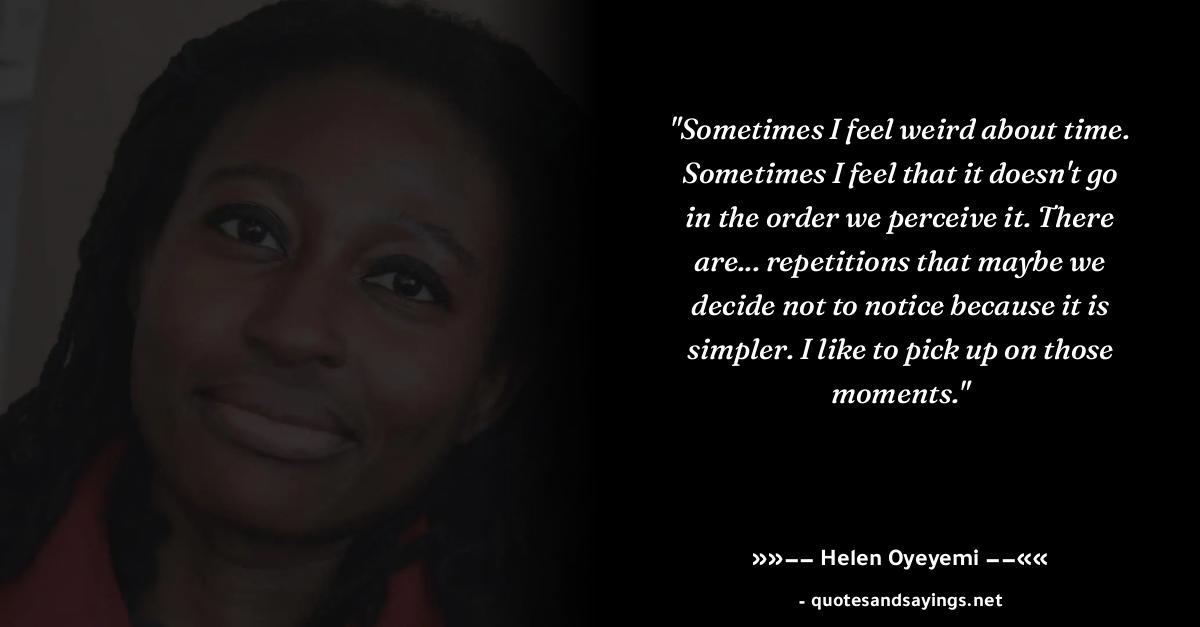 "Sometimes I feel weird about time.
Sometimes I feel that it doesn't go
in the order we perceive it. There
are... repetitions that maybe we
decide not to notice because it is
simpler. I like to pick up on those
moments."
»»—— Helen Oyeyemi ——««
- quotesandsayings.net